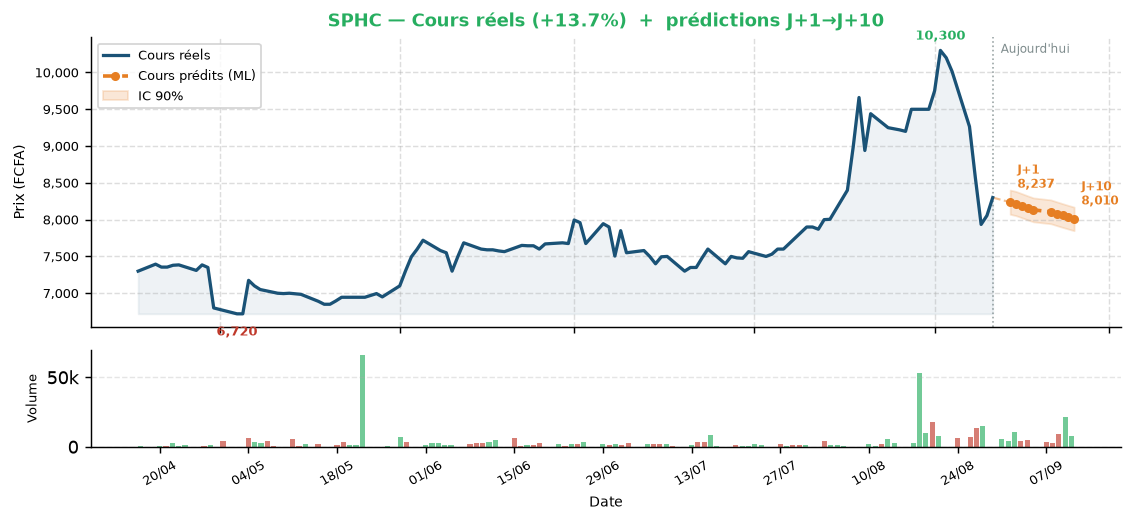 SPHC — Cours réels (+13.7%) + prédictions J+1→J+10
Cours réels
Cours prédits (ML)
IC 90%
10,300
Aujourd'hui
Prix (FCFA)
10,000
9,500
9,000
8,500
8,000
7,500
7,000
J+1
8,237
J+10
8,010
6,720
Volume
50k
0
20/04
04/05
18/05
01/06
15/06
29/06
13/07
27/07
10/08
24/08
07/09
Date